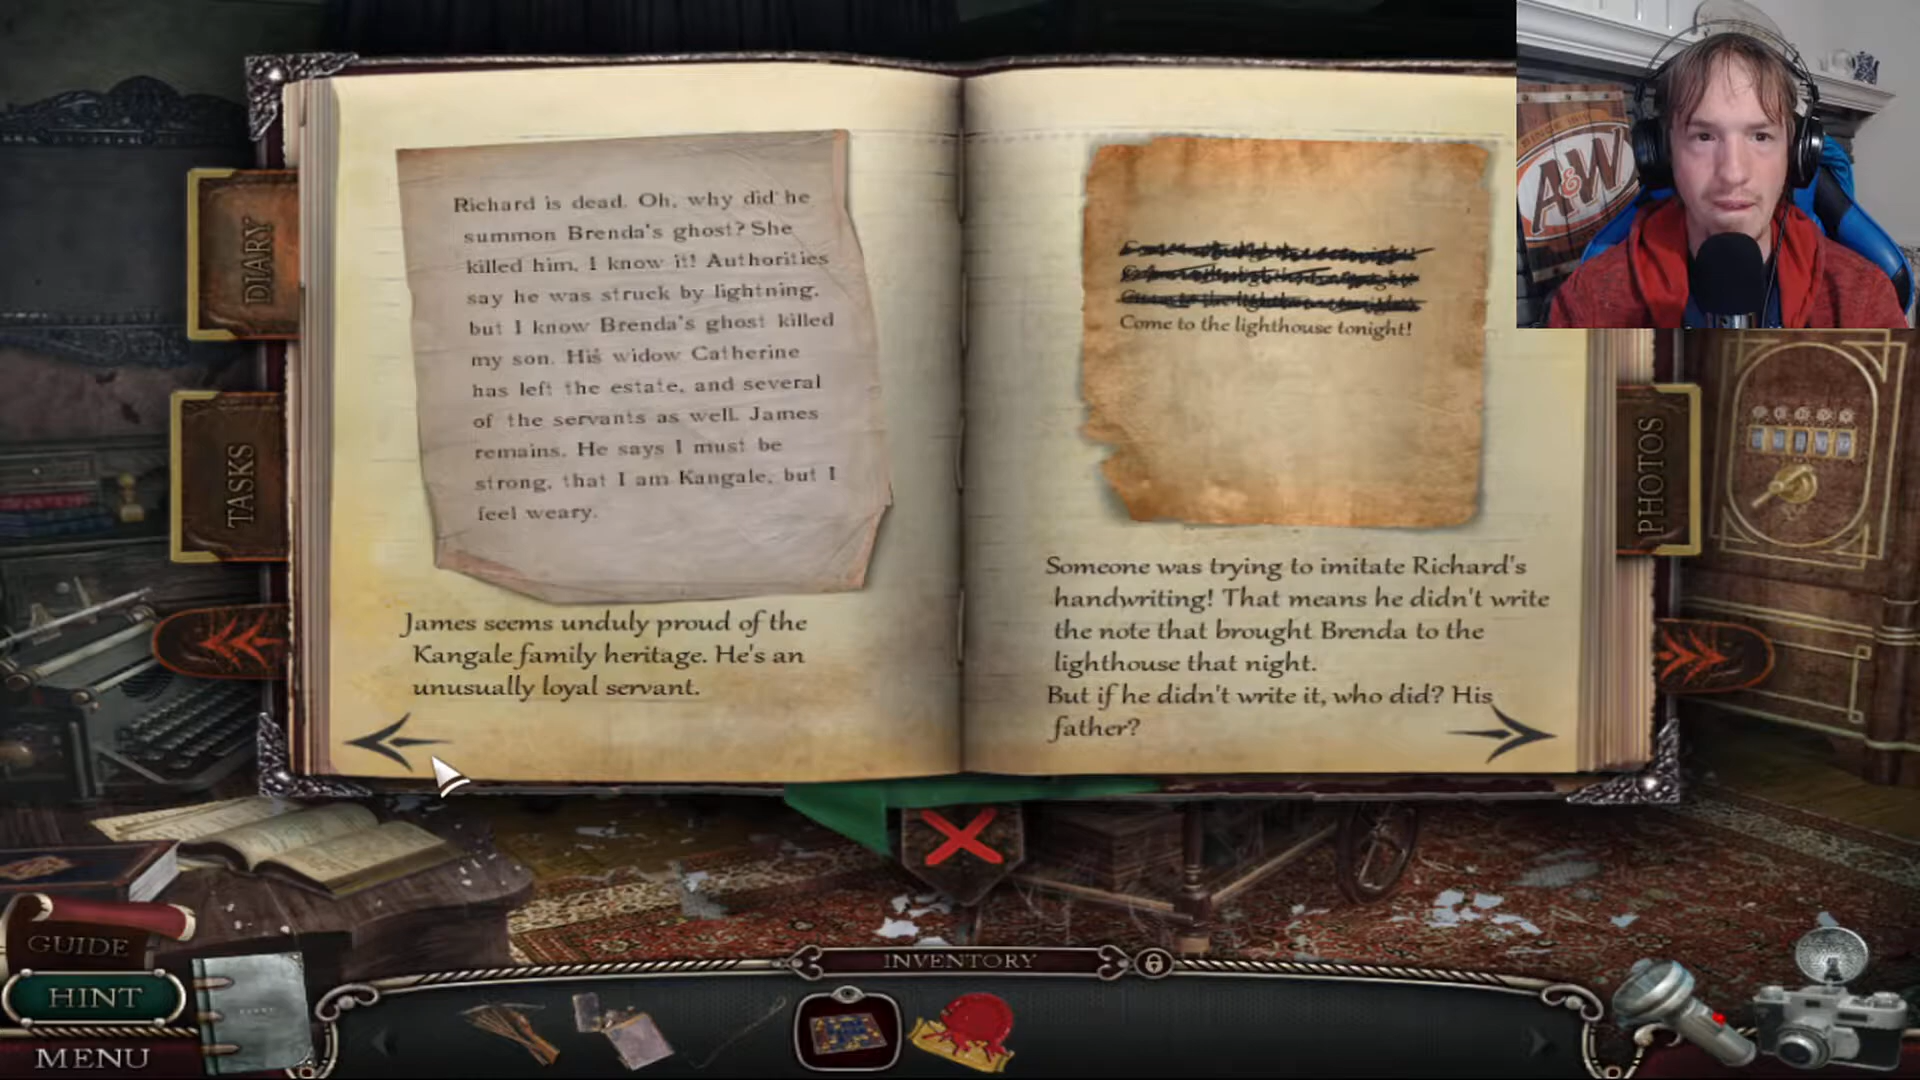 Richard is dead. Oh, why did he
summon Brenda's ghost? She
killed him, I know it! Authorities
say he was struck by lightning,
but I know Brenda's ghost killed
my son. His widow Catherine
has left the estate, and several
of the servants as well. James
remains. He says I must be
strong, that I am Kangale, but I
feel weary.
James seems unduly proud of the
Kangale family heritage. He's an
unusually loyal servant.
Come to the lighthouse tonight!
Someone was trying to imitate Richard's
handwriting! That means he didn't write
the note that brought Brenda to the
lighthouse that night.
But if he didn't write it, who did? His
father?
DIARY
TASKS
PHOTOS
A&W
GUIDE
HINT
MENU
INVENTORY